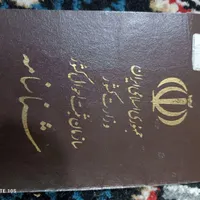 جمهوری اسلامی ایران
وزارت کشور
سازمان ثبت احوال کشور
شناسنامه